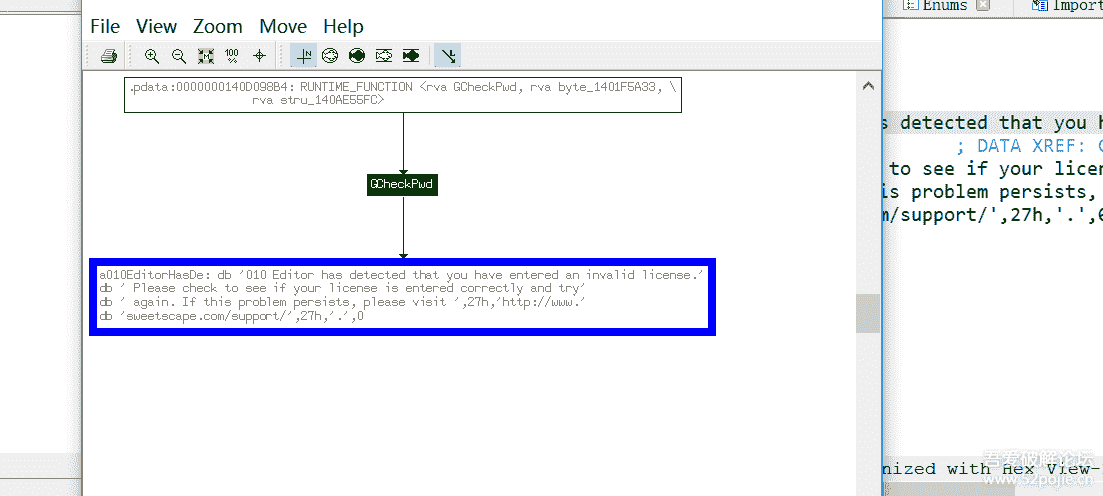 Enums
Import
File View Zoom Move Help
100
%
N
.pdata:0000000140D098B4: RUNTIME_FUNCTION <rva GCheckPwd, rva byte_1401F5A33, \
rva stru_140AE55FC>
GCheckPwd
a010EditorHasDe: db '010 Editor has detected that you have entered an invalid license.'
db ' Please check to see if your license is entered correctly and try'
db ' again. If this problem persists, please visit ',27h,'http://www.'
db 'sweetscape.com/support/',27h,'.',0
s detected that you h
; DATA XREF: G
to see if your licen
is problem persists,
m/support/',27h,'.',0
nized with Hex View-
吾爱破解论坛
www.52pojie.cn